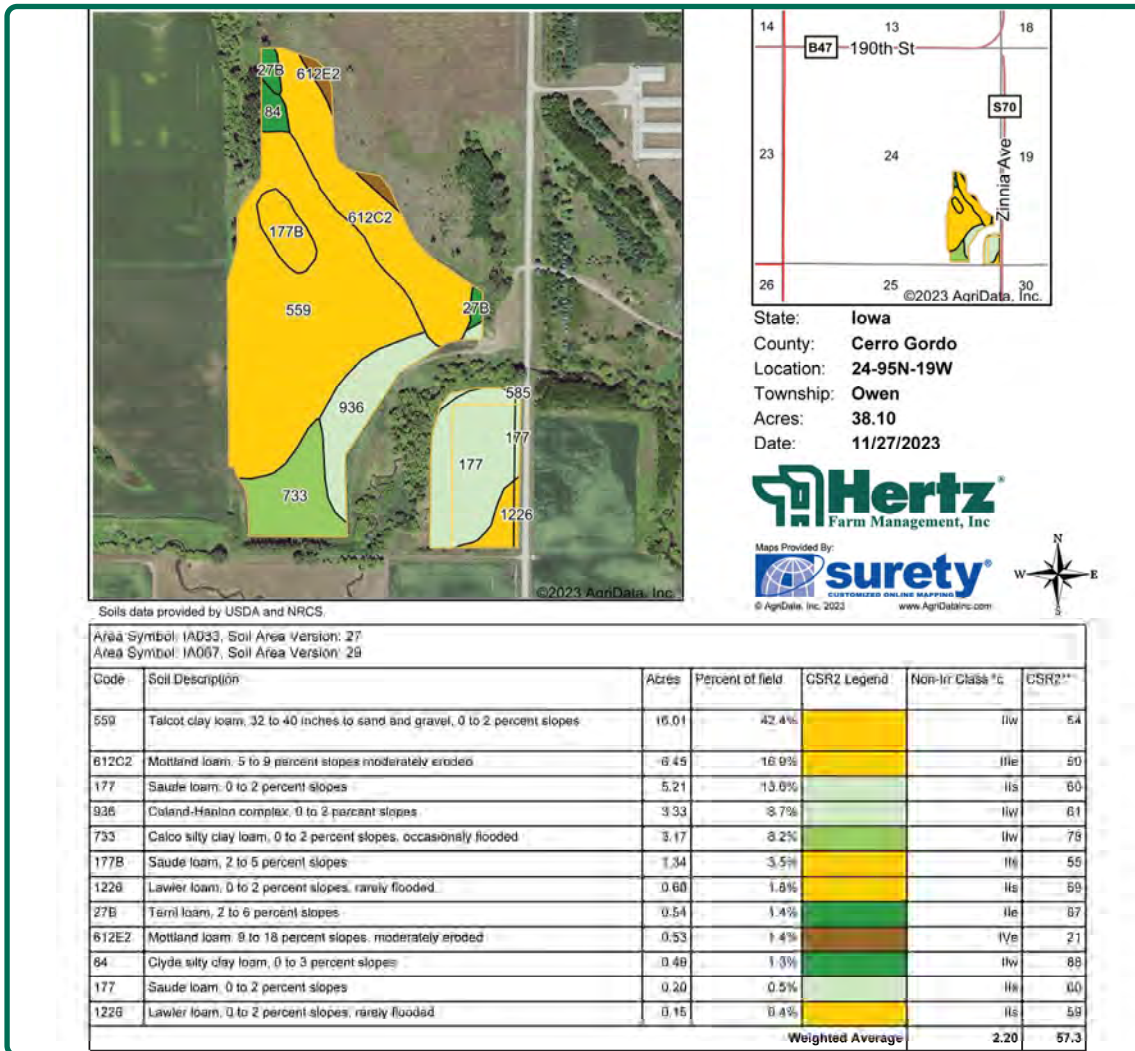 27B
612E2
84
612C2
177B
27B
559
585
936
177
177
733
1226
©2023 AgriData, Inc.
14
13
18
B47
190th St
S70
23
24
19
Zinnia Ave
26
25
30
©2023 AgriData, Inc.
State: Iowa
County: Cerro Gordo
Location: 24-95N-19W
Township: Owen
Acres: 38.10
Date: 11/27/2023
Hertz®
Farm Management, Inc
Maps Provided By:
surety®
CUSTOMIZED ONLINE MAPPING
© AgriData, Inc. 2023 www.AgriDataInc.com
N
W E
S
Soils data provided by USDA and NRCS.
Area Symbol: IA033, Soil Area Version: 27
Area Symbol: IA067, Soil Area Version: 29
Code Soil Description Acres Percent of field CSR2 Legend Non-Irr Class *c CSR2**
559 Talcot clay loam, 32 to 40 inches to sand and gravel, 0 to 2 percent slopes 42.4% IIw 54
612C2 Mottland loam, 5 to 9 percent slopes moderately eroded 6.45 16.9% IIIe 50
177 Saude loam, 0 to 2 percent slopes 5.21 13.6% IIs 60
936 Coland-Hanlon complex, 0 to 2 percent slopes 3.33 8.7% IIw 61
733 Calco silty clay loam, 0 to 2 percent slopes, occasionally flooded 3.17 8.2% IIw 78
177B Saude loam, 2 to 5 percent slopes 1.34 3.5% IIs 55
1226 Lawler loam, 0 to 2 percent slopes, rarely flooded 1.8% IIs 59
27B Terril loam, 2 to 6 percent slopes 0.54 1.4% IIe 87
612E2 Mottland loam 9 to 18 percent slopes, moderately eroded 0.53 1.4% IVe 21
84 Clyde silty clay loam, 0 to 3 percent slopes 1.3% IIw 88
177 Saude loam, 0 to 2 percent slopes 0.20 0.5% IIs 60
1226 Lawler loam, 0 to 2 percent slopes, rarely flooded 0.4% IIs 59
Weighted Average 2.20 57.3